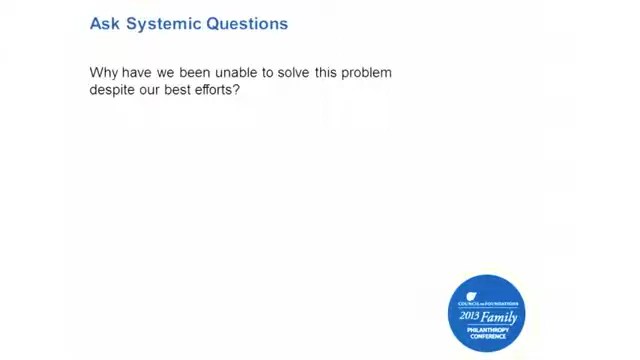 Ask Systemic Questions
Why have we been unable to solve this problem
despite our best efforts?
COUNCIL on FOUNDATIONS
2013 Family
PHILANTHROPY
CONFERENCE